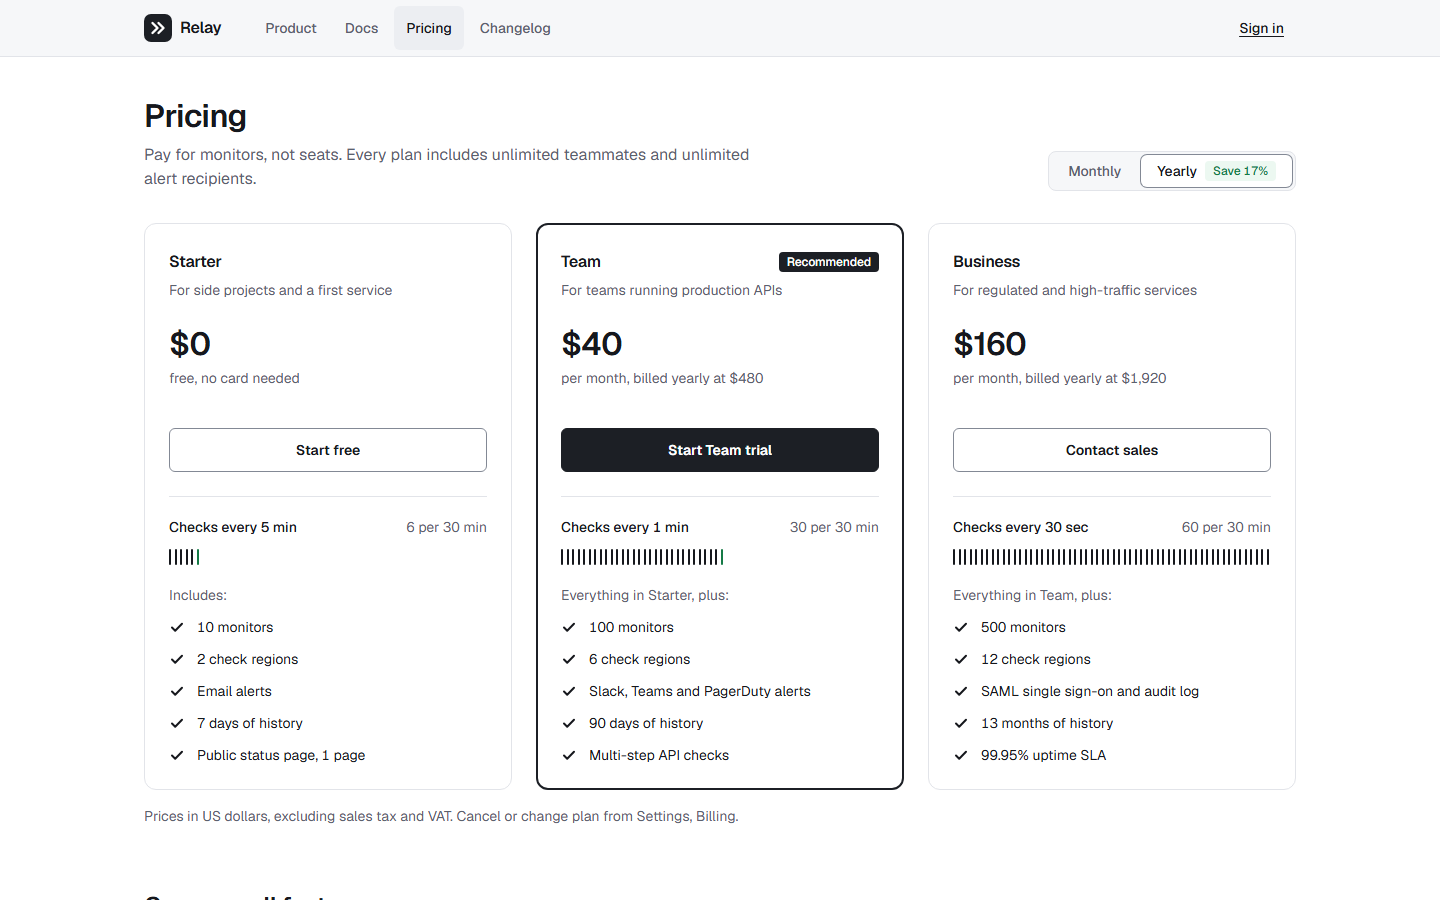 Relay
Product
Docs
Pricing
Changelog
Sign in
Pricing
Pay for monitors, not seats. Every plan includes unlimited teammates and unlimited
alert recipients.
Monthly
Yearly
Save 17%
Starter
For side projects and a first service
$0
free, no card needed
Start free
Checks every 5 min
6 per 30 min
Includes:
10 monitors
2 check regions
Email alerts
7 days of history
Public status page, 1 page
Team
Recommended
For teams running production APIs
$40
per month, billed yearly at $480
Start Team trial
Checks every 1 min
30 per 30 min
Everything in Starter, plus:
100 monitors
6 check regions
Slack, Teams and PagerDuty alerts
90 days of history
Multi-step API checks
Business
For regulated and high-traffic services
$160
per month, billed yearly at $1,920
Contact sales
Checks every 30 sec
60 per 30 min
Everything in Team, plus:
500 monitors
12 check regions
SAML single sign-on and audit log
13 months of history
99.95% uptime SLA
Prices in US dollars, excluding sales tax and VAT. Cancel or change plan from Settings, Billing.